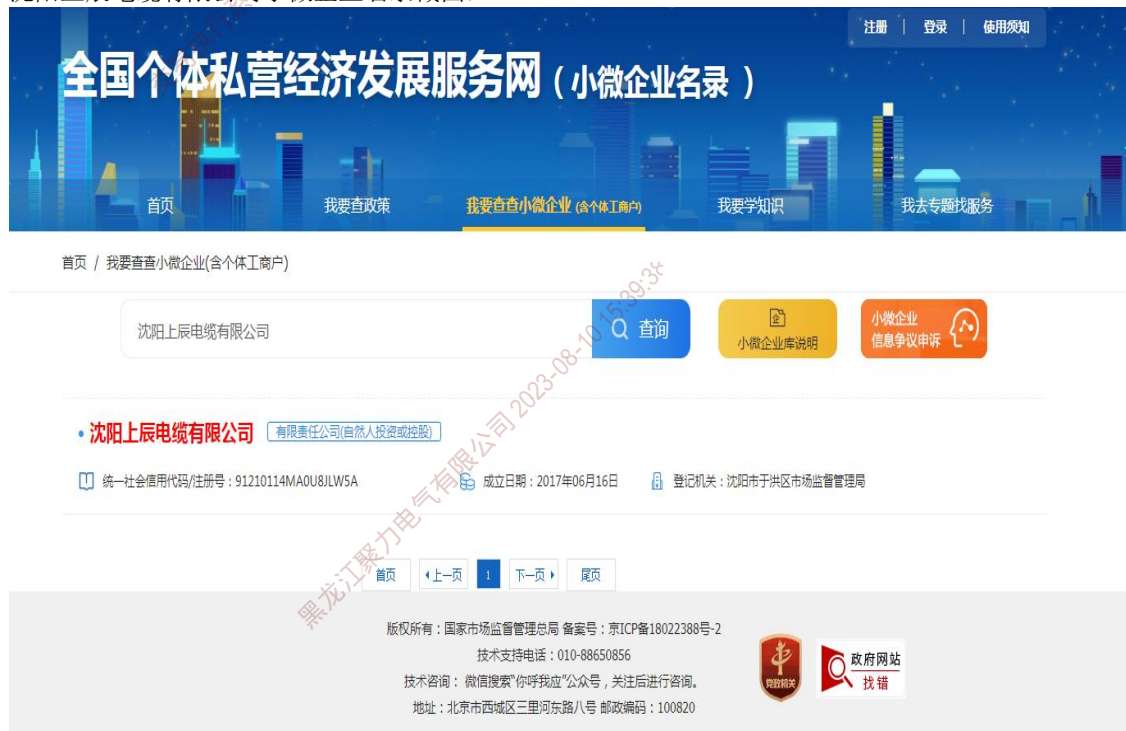 注册 | 登录 | 使用须知
全国个体私营经济发展服务网（小微企业名录 ）
首页 我要查政策 我要查查小微企业 (含个体工商户) 我要学知识 我去专题找服务
首页 / 我要查查小微企业(含个体工商户)
沈阳上辰电缆有限公司 查询 企 小微企业库说明 小微企业 信息争议申诉
沈阳上辰电缆有限公司 有限责任公司(自然人投资或控股)
统一社会信用代码/注册号：91210114MA0U8JLW5A 成立日期：2017年06月16日 登记机关：沈阳市于洪区市场监督管理局
首页 上一页 1 下一页 尾页
版权所有：国家市场监督管理总局 备案号：京ICP备18022388号-2
技术支持电话：010-88650856
技术咨询： 微信搜索“你呼我应”公众号，关注后进行咨询。
地址：北京市西城区三里河东路八号 邮政编码：100820
党政机关
政府网站
找错
黑龙江聚力电气有限公司 2023-08-10 15:39:38